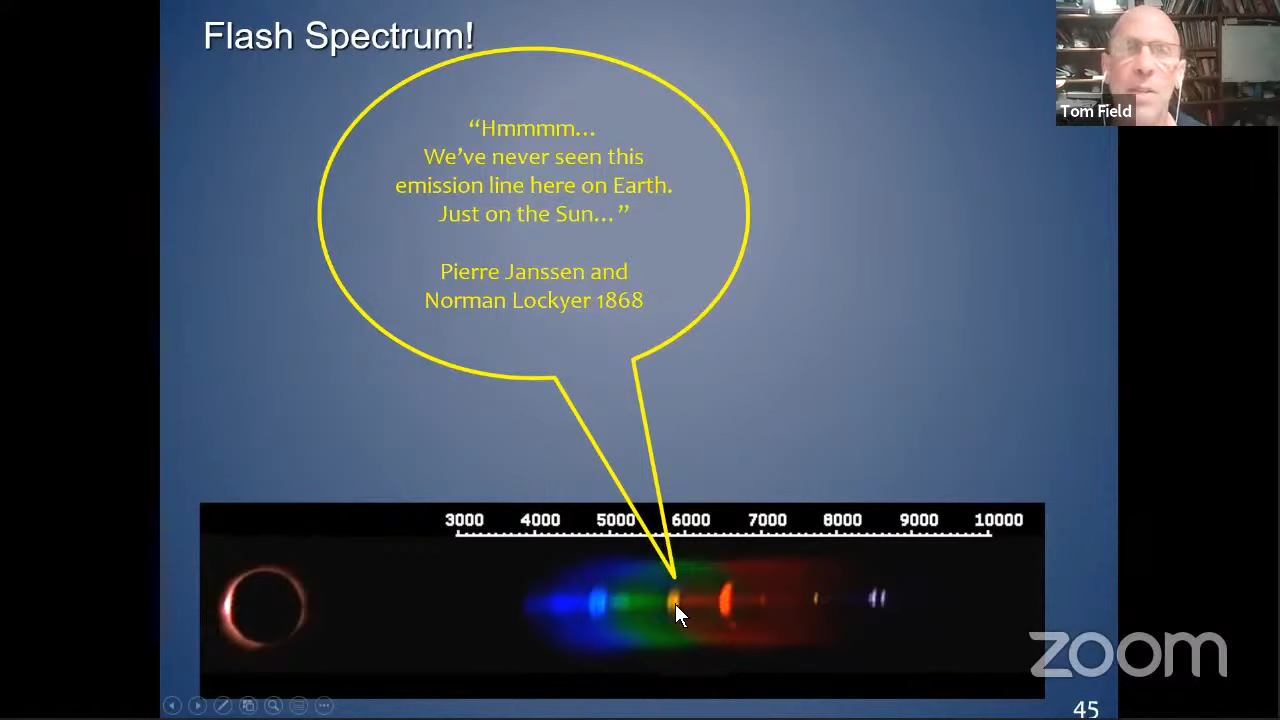 Flash Spectrum!
Tom Field
“Hmmmm…
We’ve never seen this
emission line here on Earth.
Just on the Sun…”
Pierre Janssen and
Norman Lockyer 1868
3000 4000 5000 6000 7000 8000 9000 10000
zoom
45